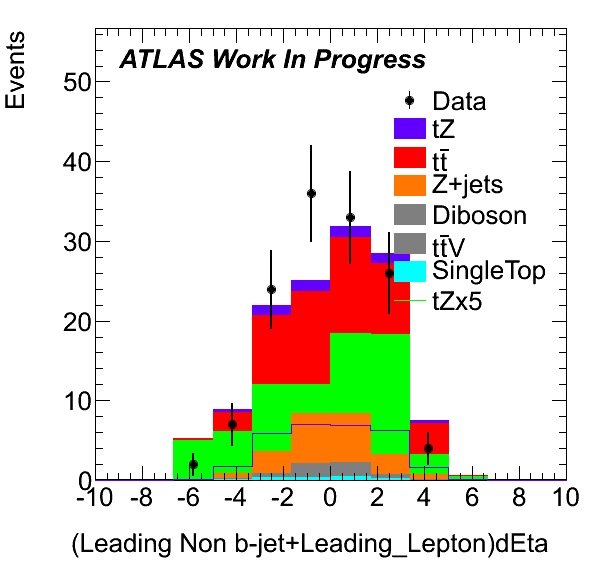 Events
ATLAS Work In Progress
50
40
30
20
10
0
Data
tZ
tt̄
Z+jets
Diboson
tt̄V
SingleTop
tZx5
-10 -8 -6 -4 -2 0 2 4 6 8 10
(Leading Non b-jet+Leading_Lepton)dEta